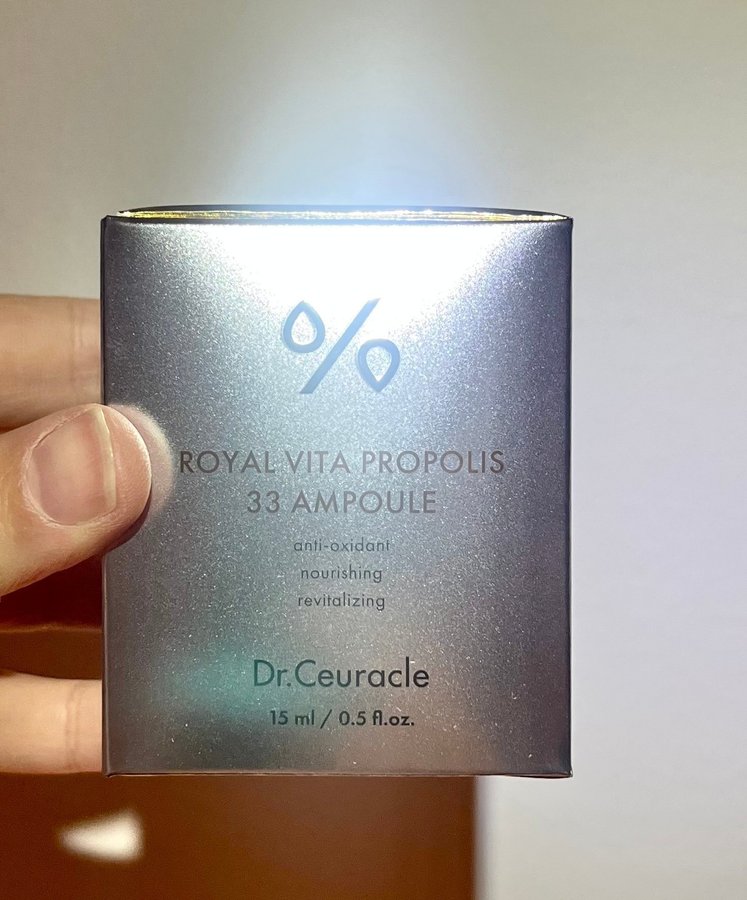 %
ROYAL VITA PROPOLIS
33 AMPOULE
anti-oxidant
nourishing
revitalizing
Dr.Ceuracle
15 ml / 0.5 fl.oz.